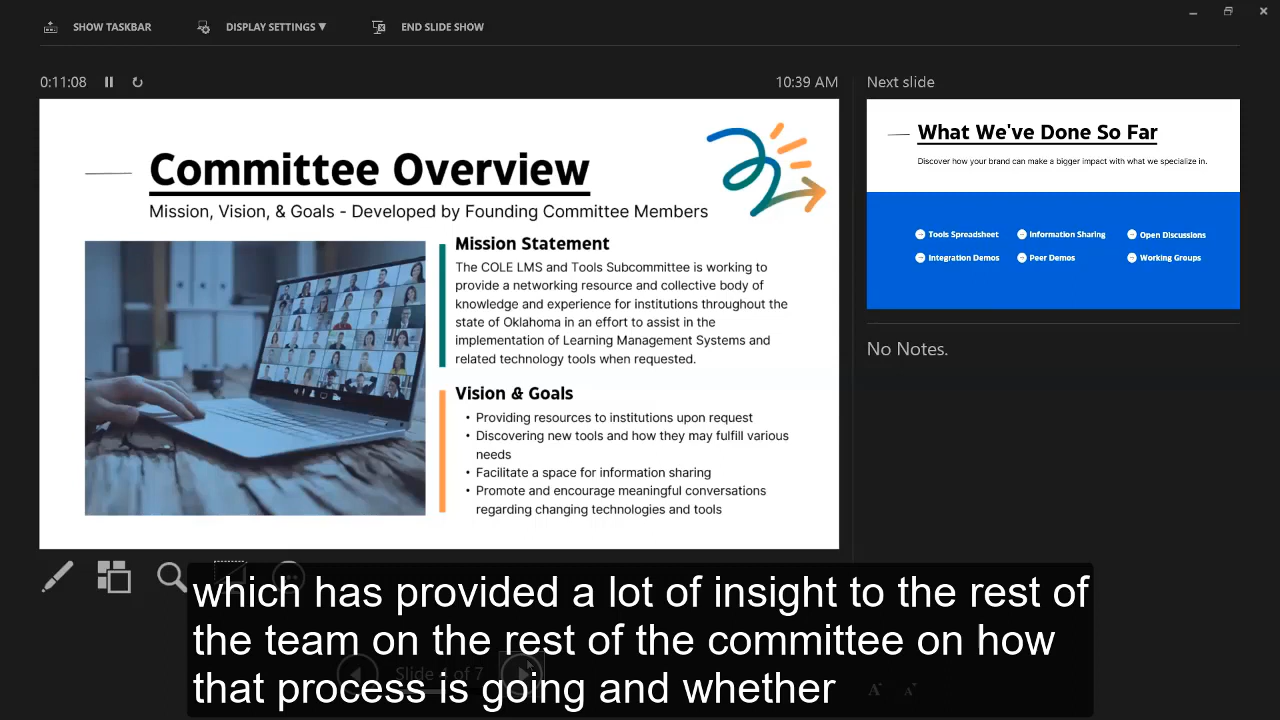 SHOW TASKBAR
DISPLAY SETTINGS ▼
END SLIDE SHOW
0:11:08
10:39 AM
Next slide
Committee Overview
Mission, Vision, & Goals - Developed by Founding Committee Members
Mission Statement
The COLE LMS and Tools Subcommittee is working to
provide a networking resource and collective body of
knowledge and experience for institutions throughout the
state of Oklahoma in an effort to assist in the
implementation of Learning Management Systems and
related technology tools when requested.
Vision & Goals
• Providing resources to institutions upon request
• Discovering new tools and how they may fulfill various
needs
• Facilitate a space for information sharing
• Promote and encourage meaningful conversations
regarding changing technologies and tools
What We've Done So Far
Discover how your brand can make a bigger impact with what we specialize in.
Tools Spreadsheet
Information Sharing
Open Discussions
Integration Demos
Peer Demos
Working Groups
No Notes.
which has provided a lot of insight to the rest of
the team on the rest of the committee on how
that process is going and whether
Slide 4 of 7
A
A